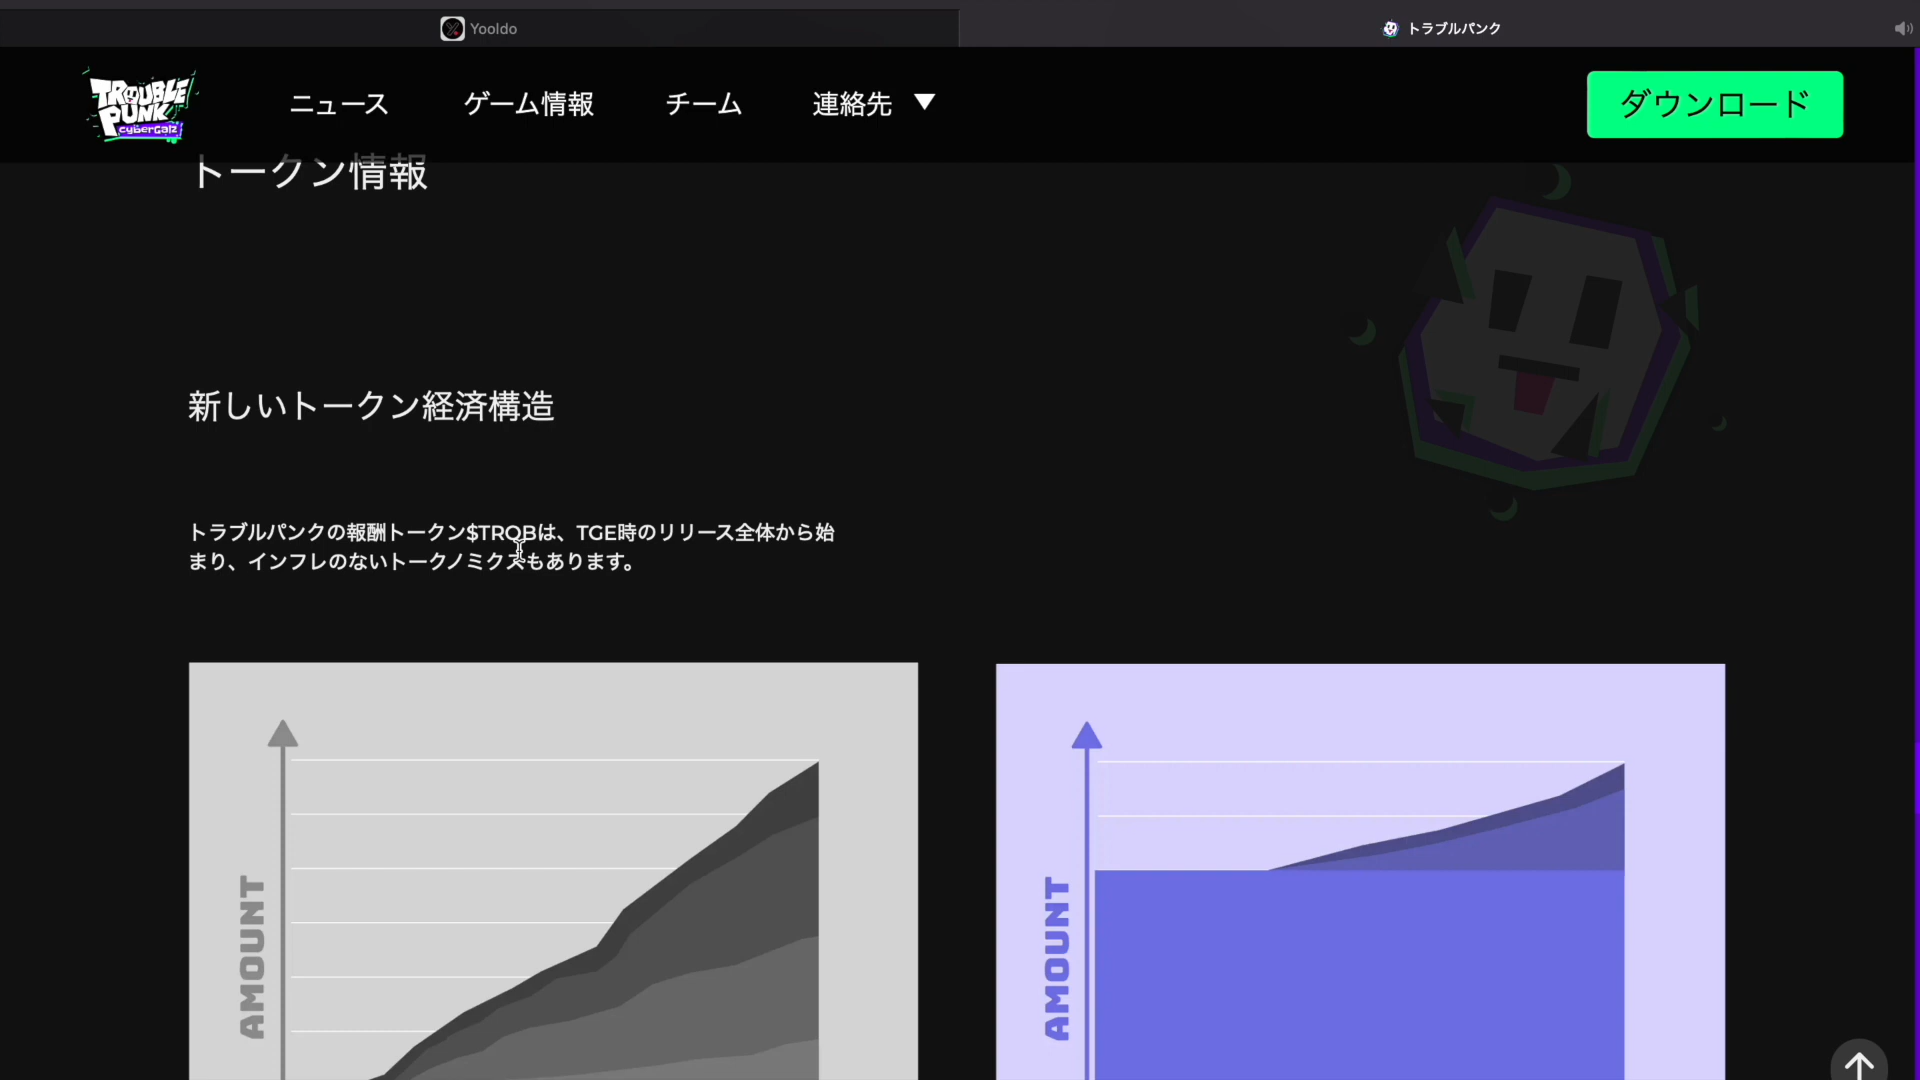 Yooldo
トラブルパンク
TROUBLE
PUNK
cyberGalz
ニュース
ゲーム情報
チーム
連絡先
ダウンロード
トークン情報
新しいトークン経済構造
トラブルパンクの報酬トークン$TROBは、TGE時のリリース全体から始
まり、インフレのないトークノミクスもあります。
AMOUNT
AMOUNT